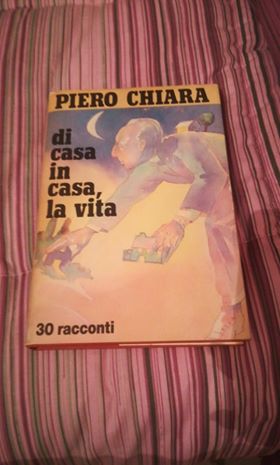 PIERO CHIARA
di
casa
in
casa,
la vita
30 racconti